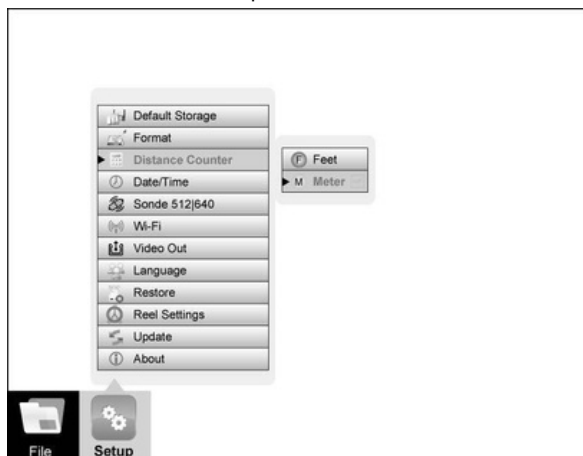 Default Storage
Format
Distance Counter
Date/Time
Sonde 512|640
Wi-Fi
Video Out
Language
Restore
Reel Settings
Update
About
F Feet
M Meter
File
Setup